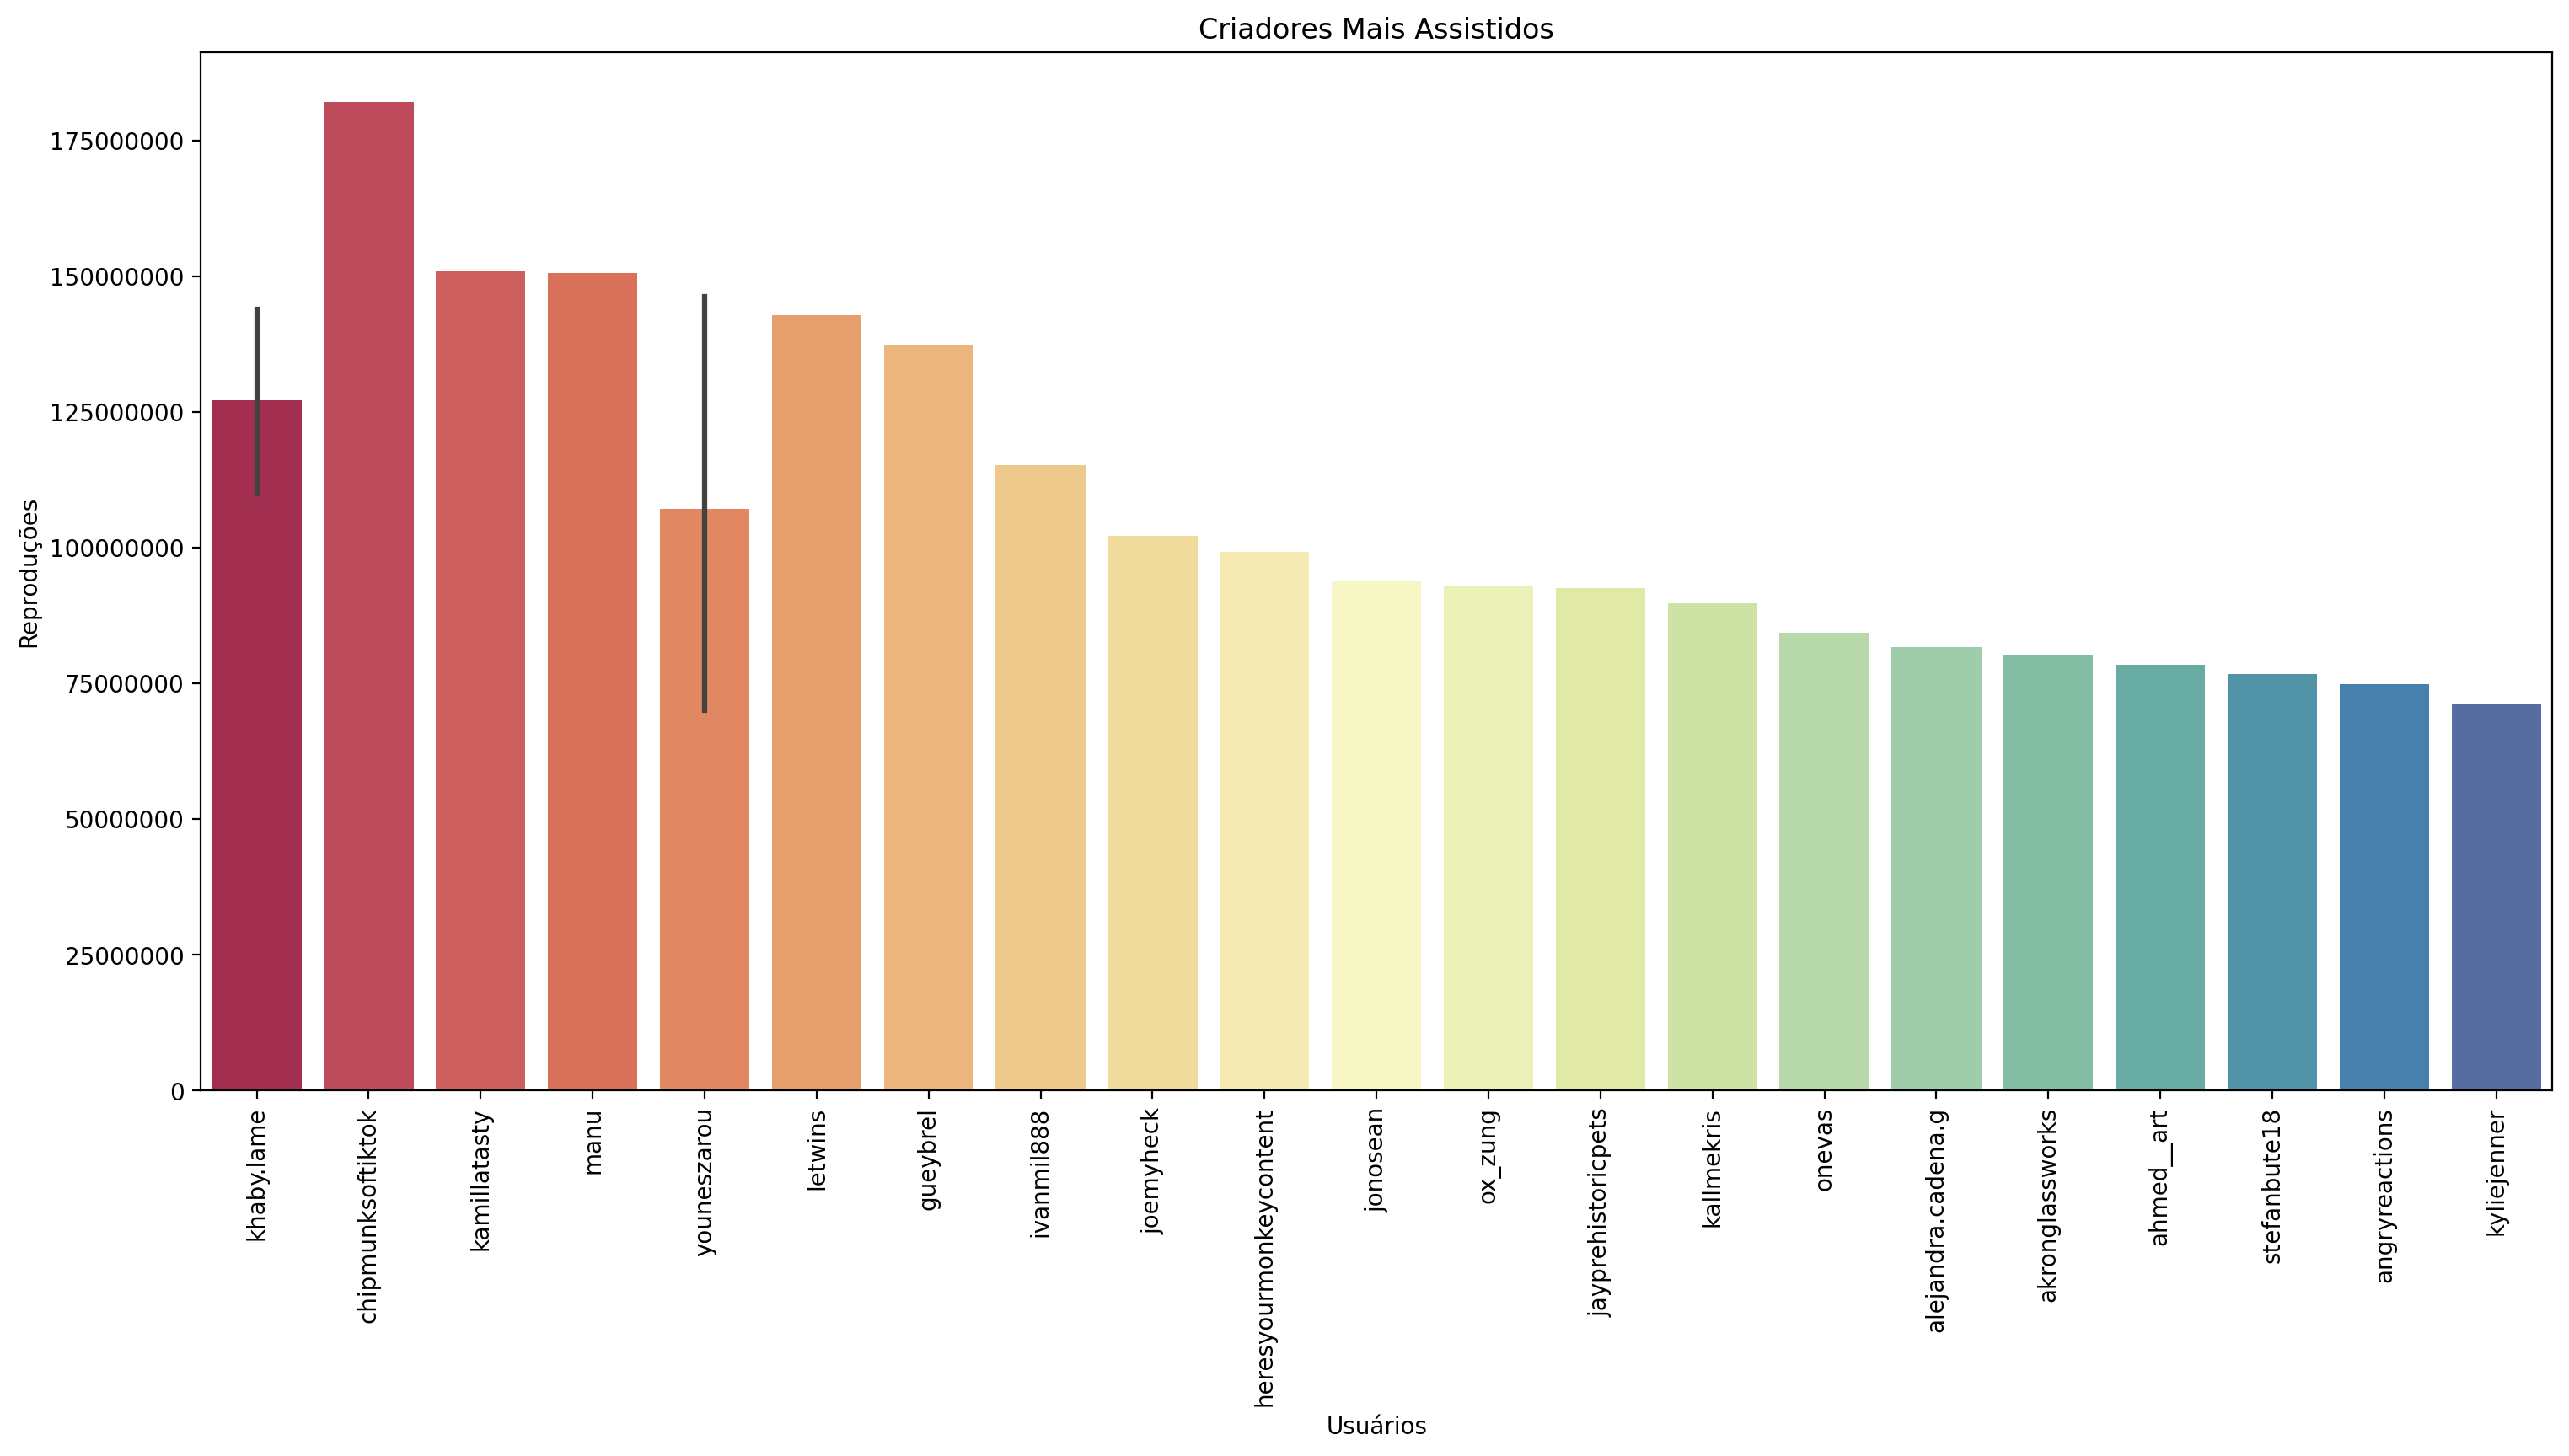 Criadores Mais Assistidos
Reproduções
175000000
150000000
125000000
100000000
75000000
50000000
25000000
0
khaby.lame
chipmunksoftiktok
kamillatasty
manu
youneszarou
letwins
gueybrel
ivanmil888
joemyheck
heresyourmonkeycontent
jonosean
ox_zung
jayprehistoricpets
kallmekris
onevas
alejandra.cadena.g
akronglassworks
ahmed__art
stefanbute18
angryreactions
kyliejenner
Usuários